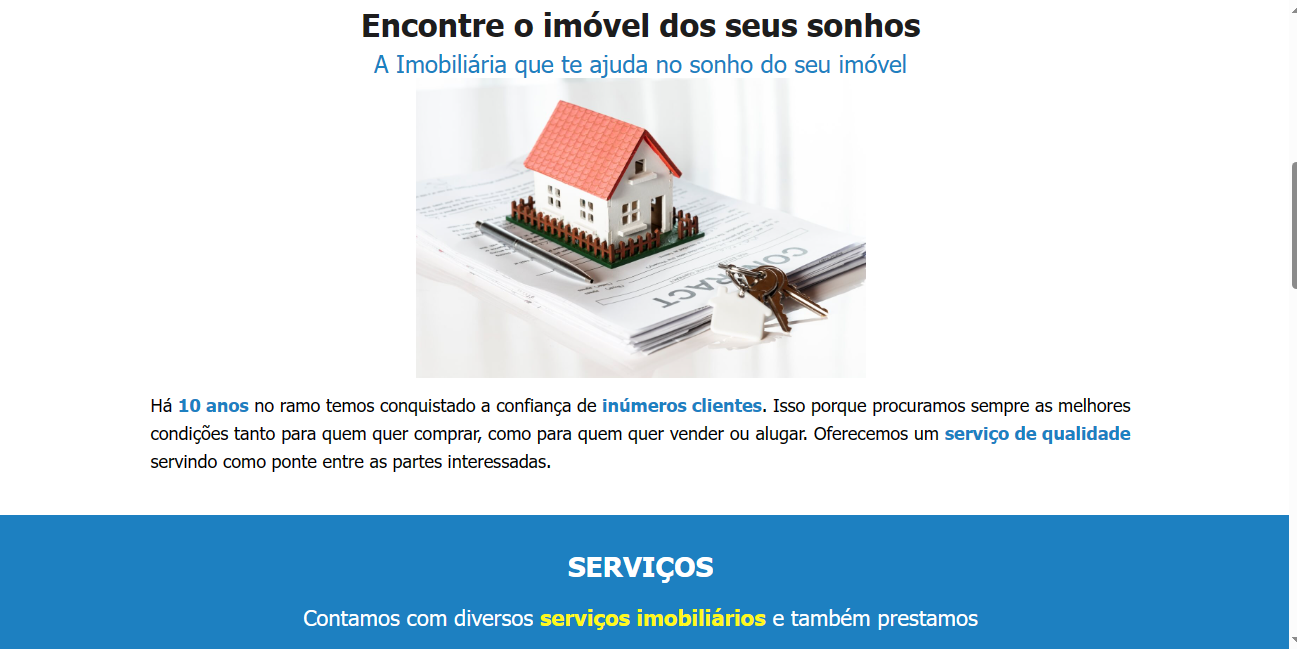 Encontre o imóvel dos seus sonhos
A Imobiliária que te ajuda no sonho do seu imóvel
CONTRACT
Há 10 anos no ramo temos conquistado a confiança de inúmeros clientes. Isso porque procuramos sempre as melhores
condições tanto para quem quer comprar, como para quem quer vender ou alugar. Oferecemos um serviço de qualidade
servindo como ponte entre as partes interessadas.
SERVIÇOS
Contamos com diversos serviços imobiliários e também prestamos